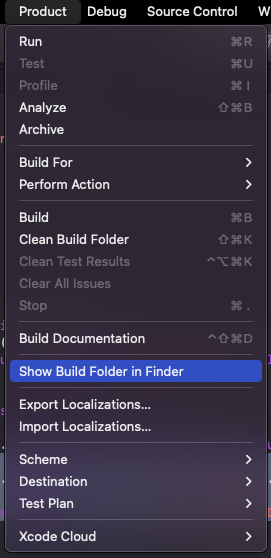 Product Debug Source Control W
Run ⌘R
Test ⌘U
Profile ⌘I
Analyze ⇧⌘B
Archive
Build For
Perform Action
Build ⌘B
Clean Build Folder ⇧⌘K
Clean Test Results ^⌥⌘K
Clear All Issues
Stop ⌘.
Build Documentation ^⇧⌘D
Show Build Folder in Finder
Export Localizations...
Import Localizations...
Scheme
Destination
Test Plan
Xcode Cloud